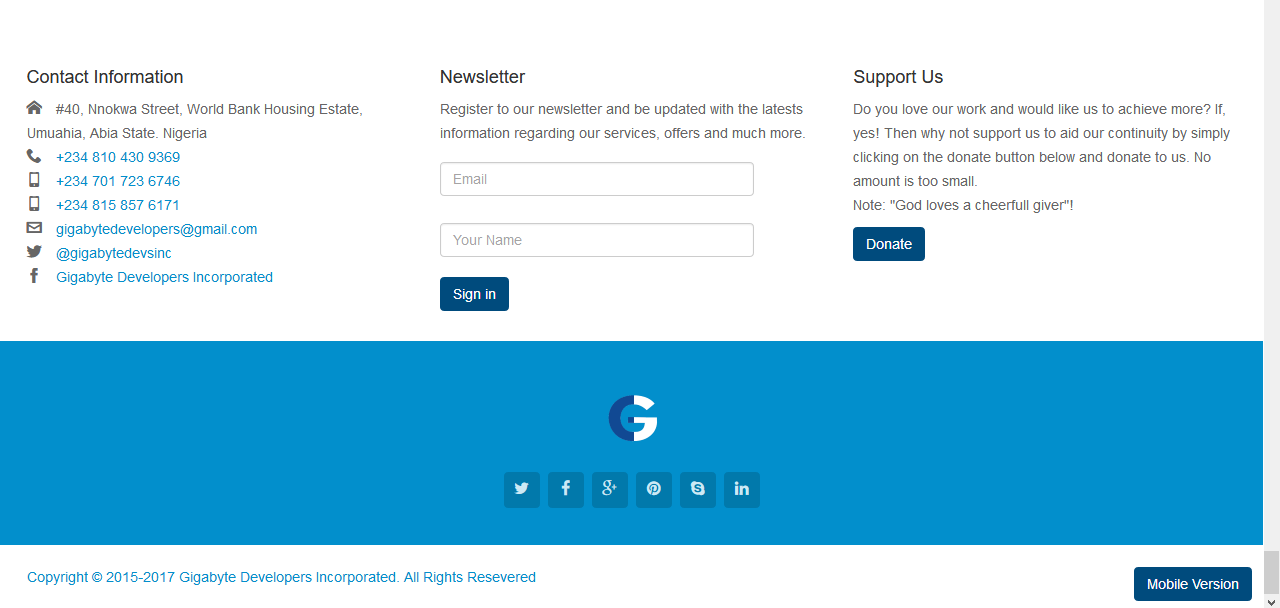 Contact Information
#40, Nnokwa Street, World Bank Housing Estate,
Umuahia, Abia State. Nigeria
+234 810 430 9369
+234 701 723 6746
+234 815 857 6171
gigabytedevelopers@gmail.com
@gigabytedevsinc
Gigabyte Developers Incorporated
Newsletter
Register to our newsletter and be updated with the latests
information regarding our services, offers and much more.
Email
Your Name
Sign in
Support Us
Do you love our work and would like us to achieve more? If,
yes! Then why not support us to aid our continuity by simply
clicking on the donate button below and donate to us. No
amount is too small.
Note: "God loves a cheerfull giver"!
Donate
G
Copyright © 2015-2017 Gigabyte Developers Incorporated. All Rights Resevered
Mobile Version